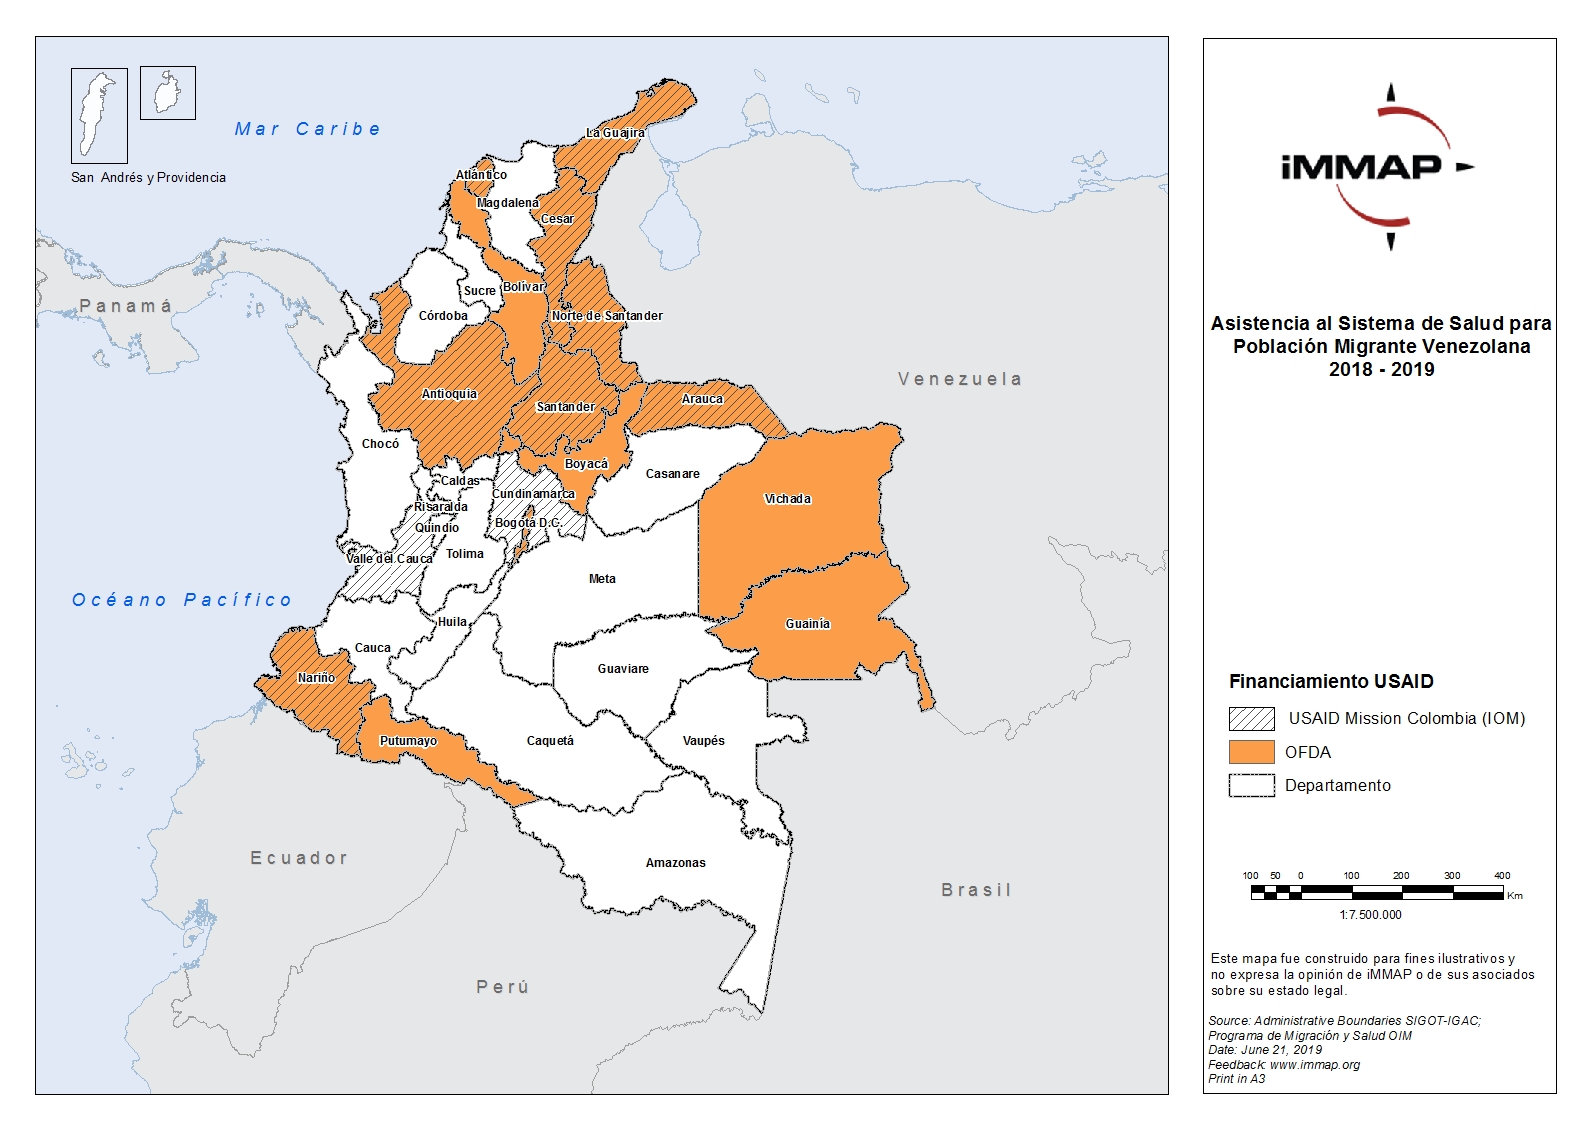 Mar Caribe
San Andrés y Providencia
La Guajira
Atlántico
Magdalena
Cesar
Panamá
Sucre
Bolívar
Córdoba
Norte de Santander
Venezuela
Antioquia
Santander
Arauca
Chocó
Boyacá
Casanare
Caldas
Cundinamarca
Vichada
Risaralda
Quindio
Bogotá D.C.
Valle del Cauca
Tolima
Meta
Océano Pacífico
Huila
Guainía
Cauca
Guaviare
Nariño
Putumayo
Caquetá
Vaupés
Ecuador
Amazonas
Brasil
Perú
iMMAP
Asistencia al Sistema de Salud para
Población Migrante Venezolana
2018 - 2019
Financiamiento USAID
USAID Mission Colombia (IOM)
OFDA
Departamento
100 50 0 100 200 300 400
Km
1:7.500.000
Este mapa fue construido para fines ilustrativos y
no expresa la opinión de iMMAP o de sus asociados
sobre su estado legal.
Source: Administrative Boundaries SIGOT-IGAC;
Programa de Migración y Salud OIM
Date: June 21, 2019
Feedback: www.immap.org
Print in A3